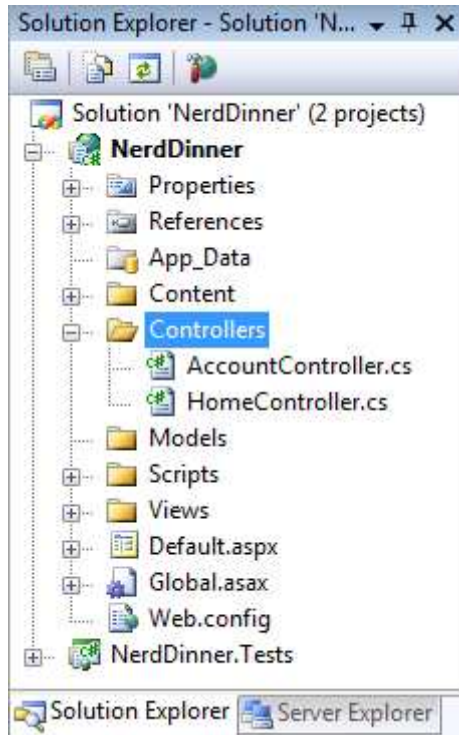 Solution Explorer - Solution 'N...
Solution 'NerdDinner' (2 projects)
NerdDinner
Properties
References
App_Data
Content
Controllers
AccountController.cs
HomeController.cs
Models
Scripts
Views
Default.aspx
Global.asax
Web.config
NerdDinner.Tests
Solution Explorer Server Explorer